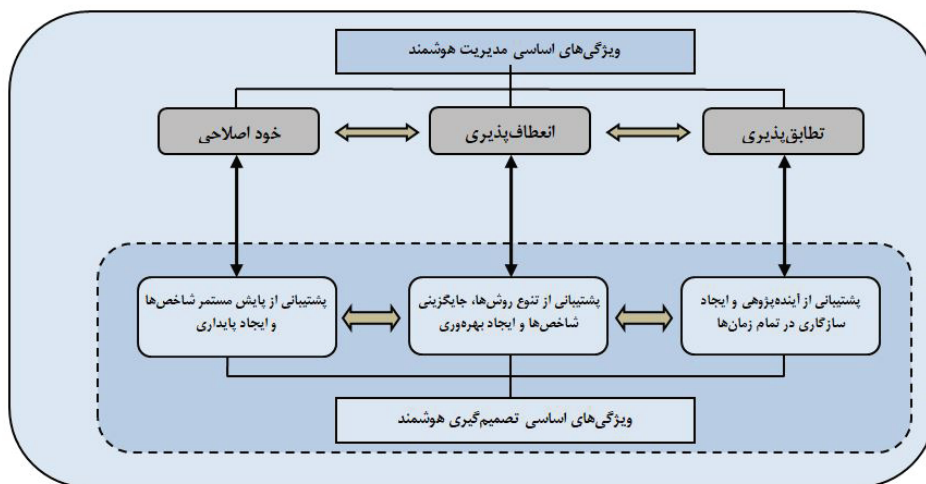 ویژگی‌های اساسی مدیریت هوشمند
تطابق‌پذیری
انعطاف‌پذیری
خود اصلاحی
پشتیبانی از آینده‌پژوهی و ایجاد
سازگاری در تمام زمان‌ها
پشتیبانی از تنوع روش‌ها، جایگزینی
شاخص‌ها و ایجاد بهره‌وری
پشتیبانی از پایش مستمر شاخص‌ها
و ایجاد پایداری
ویژگی‌های اساسی تصمیم‌گیری هوشمند